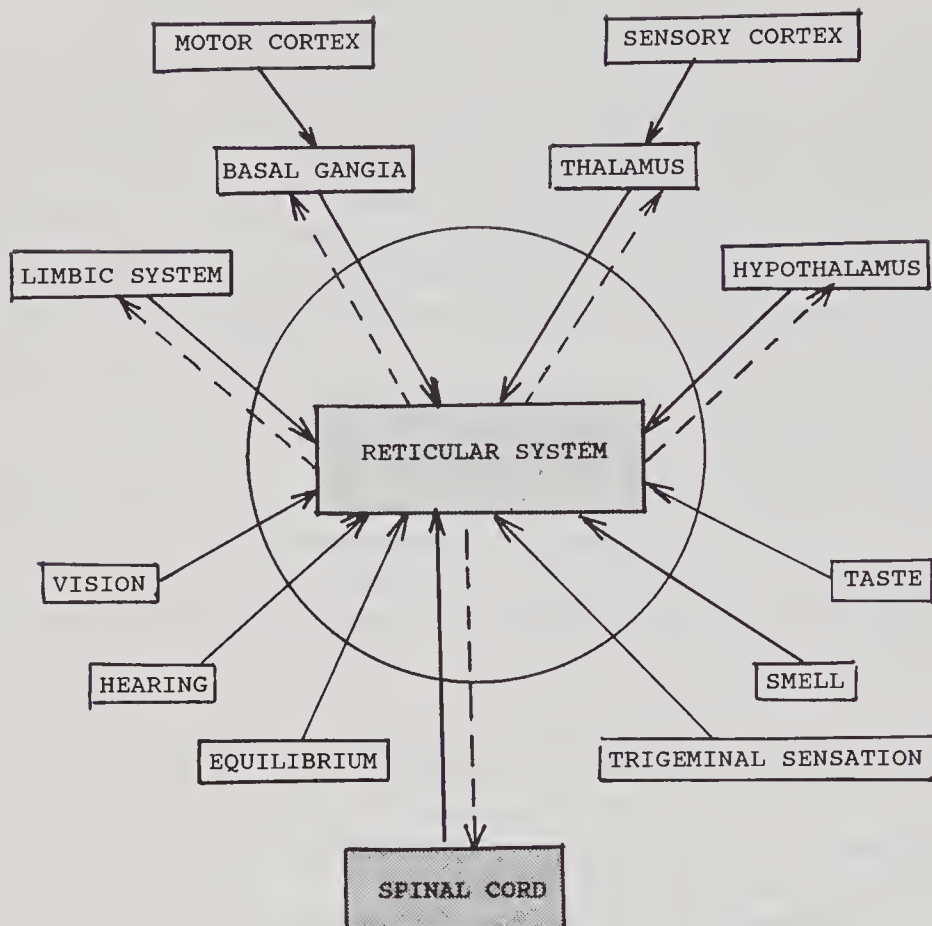 MOTOR CORTEX
SENSORY CORTEX
BASAL GANGIA
THALAMUS
LIMBIC SYSTEM
HYPOTHALAMUS
RETICULAR SYSTEM
VISION
TASTE
HEARING
SMELL
EQUILIBRIUM
TRIGEMINAL SENSATION
SPINAL CORD